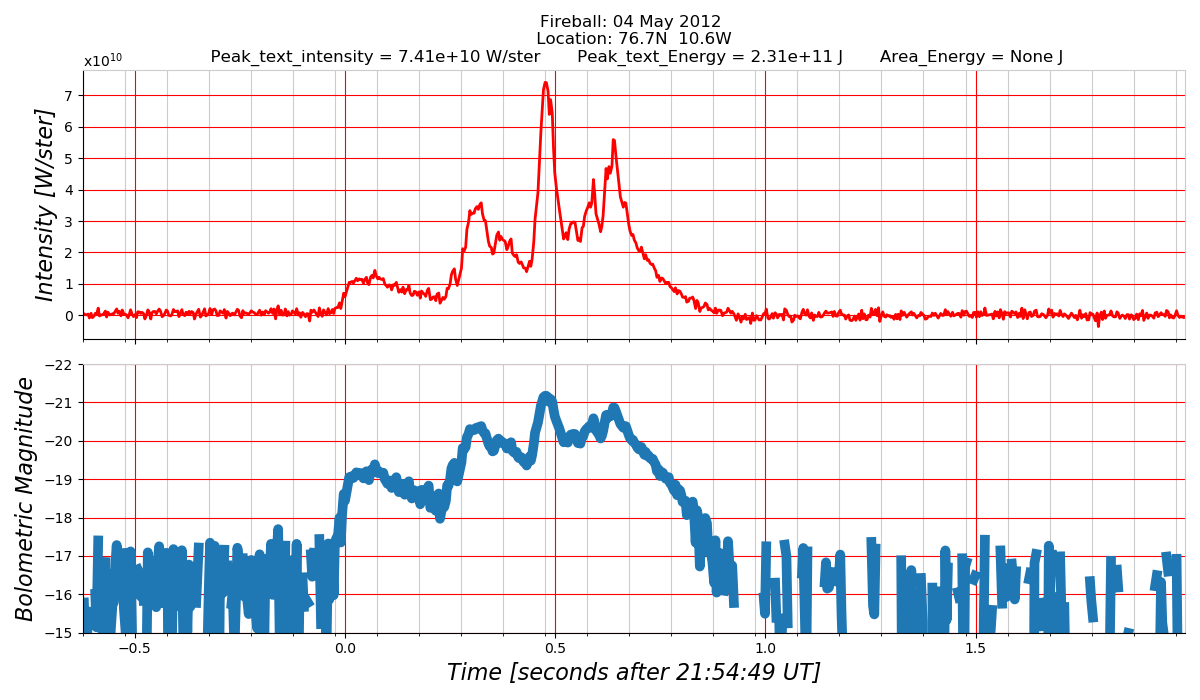 Fireball: 04 May 2012
Location: 76.7N  10.6W
Peak_text_intensity = 7.41e+10 W/ster  Peak_text_Energy = 2.31e+11 J  Area_Energy = None J
x10¹⁰
Intensity [W/ster]
7
6
5
4
3
2
1
0
Bolometric Magnitude
−22
−21
−20
−19
−18
−17
−16
−15
−0.5 0.0 0.5 1.0 1.5
Time [seconds after 21:54:49 UT]